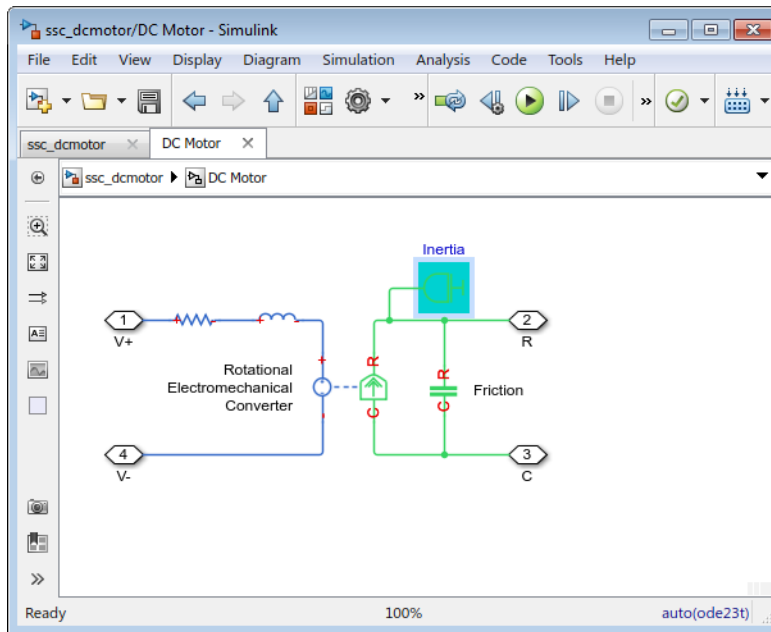 ssc_dcmotor/DC Motor - Simulink
File Edit View Display Diagram Simulation Analysis Code Tools Help
» »
ssc_dcmotor × DC Motor ×
ssc_dcmotor ▶ DC Motor
Inertia
1 + + 2
V+ R
+ R R
Rotational
Electromechanical
Converter
Friction
C C
-
4 3
V- C
A
»
Ready 100% auto(ode23t)